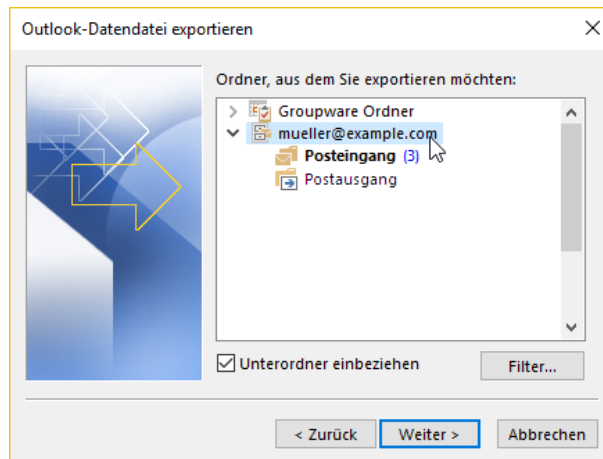 Outlook-Datendatei exportieren
Ordner, aus dem Sie exportieren möchten:
Groupware Ordner
mueller@example.com
Posteingang (3)
Postausgang
Unterordner einbeziehen
Filter...
< Zurück Weiter > Abbrechen